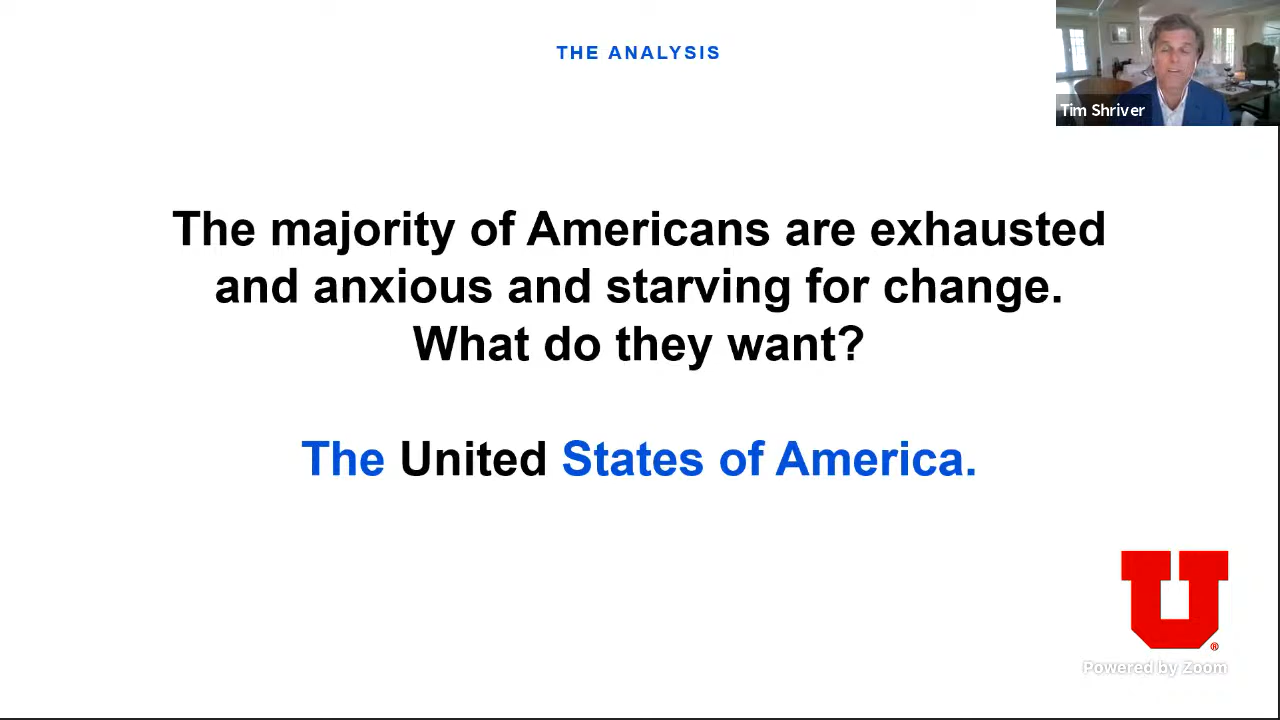 THE ANALYSIS
Tim Shriver
The majority of Americans are exhausted
and anxious and starving for change.
What do they want?
The United States of America.
U
®
Powered by Zoom